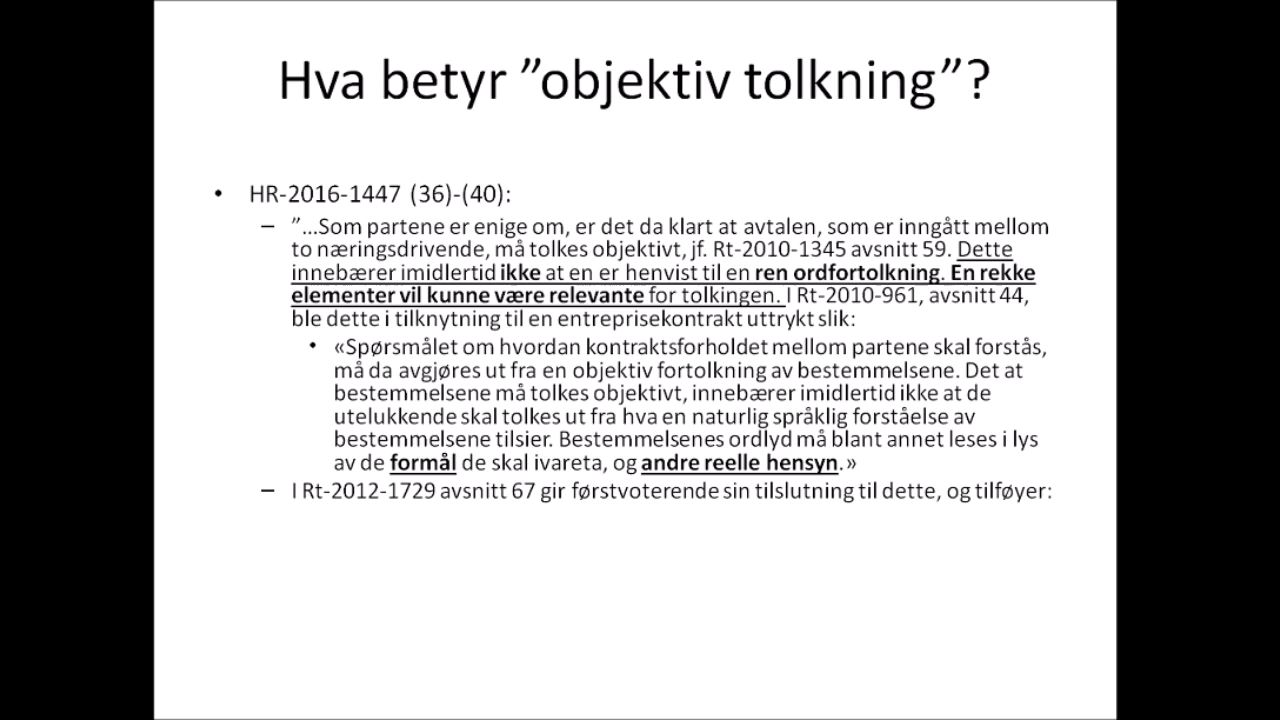 Hva betyr ”objektiv tolkning”?
• HR-2016-1447 (36)-(40):
– ”...Som partene er enige om, er det da klart at avtalen, som er inngått mellom
to næringsdrivende, må tolkes objektivt, jf. Rt-2010-1345 avsnitt 59. Dette
innebærer imidlertid ikke at en er henvist til en ren ordfortolkning. En rekke
elementer vil kunne være relevante for tolkingen. I Rt-2010-961, avsnitt 44,
ble dette i tilknytning til en entreprisekontrakt uttrykt slik:
• «Spørsmålet om hvordan kontraktsforholdet mellom partene skal forstås,
må da avgjøres ut fra en objektiv fortolkning av bestemmelsene. Det at
bestemmelsene må tolkes objektivt, innebærer imidlertid ikke at de
utelukkende skal tolkes ut fra hva en naturlig språklig forståelse av
bestemmelsene tilsier. Bestemmelsenes ordlyd må blant annet leses i lys
av de formål de skal ivareta, og andre reelle hensyn.»
– I Rt-2012-1729 avsnitt 67 gir førstvoterende sin tilslutning til dette, og tilføyer: